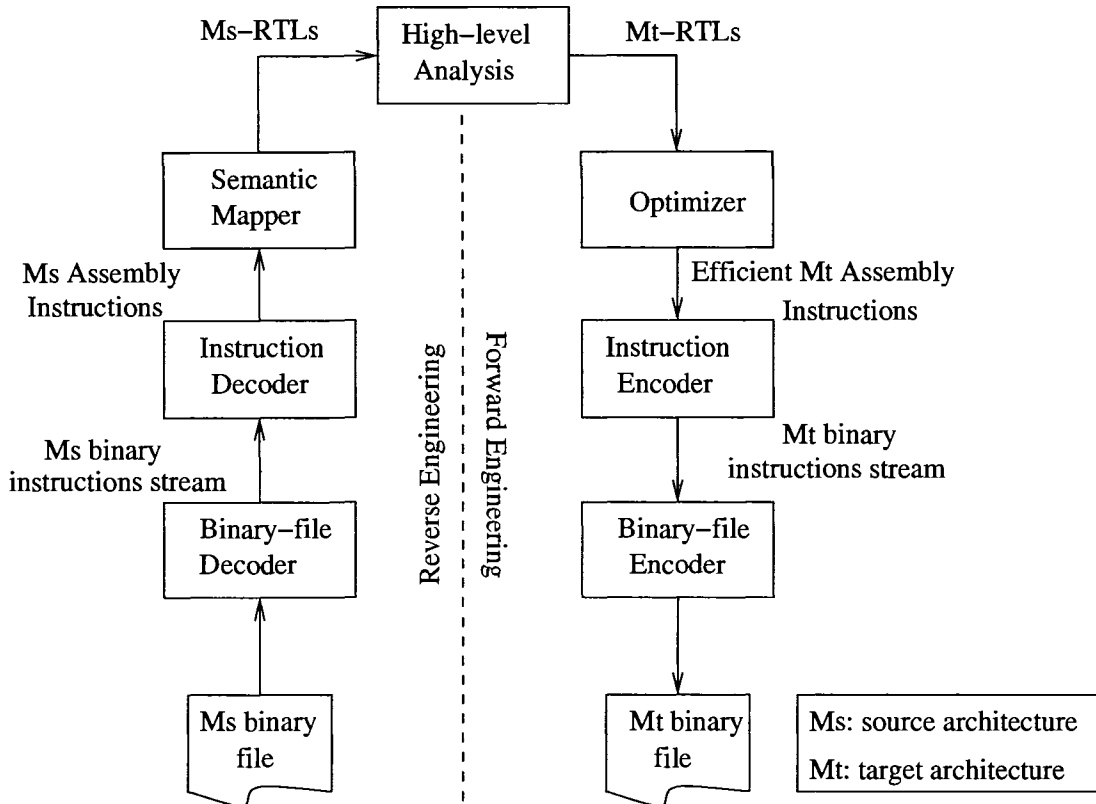 Ms−RTLs
High−level
Analysis
Mt−RTLs
Semantic
Mapper
Optimizer
Ms Assembly
Instructions
Efficient Mt Assembly
Instructions
Instruction
Decoder
Reverse Engineering
Forward Engineering
Instruction
Encoder
Ms binary
instructions stream
Mt binary
instructions stream
Binary−file
Decoder
Binary−file
Encoder
Ms binary
file
Mt binary
file
Ms: source architecture
Mt: target architecture